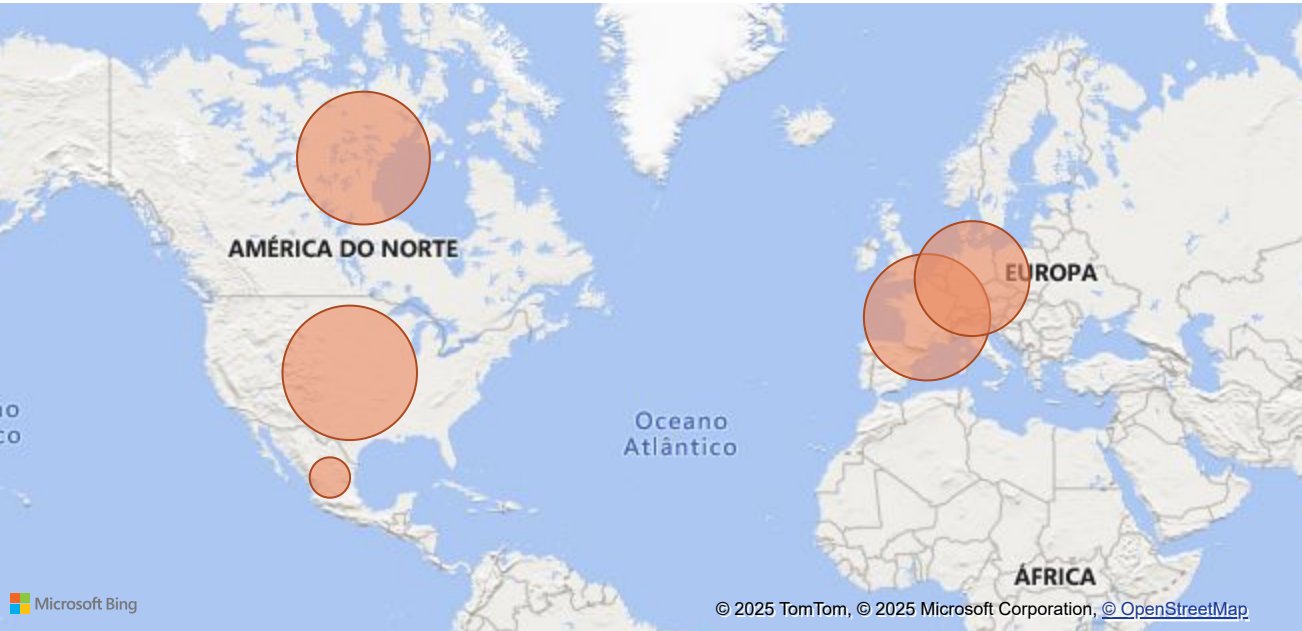 AMÉRICA DO NORTE
EUROPA
Oceano
Atlântico
ÁFRICA
Microsoft Bing
© 2025 TomTom, © 2025 Microsoft Corporation, © OpenStreetMap